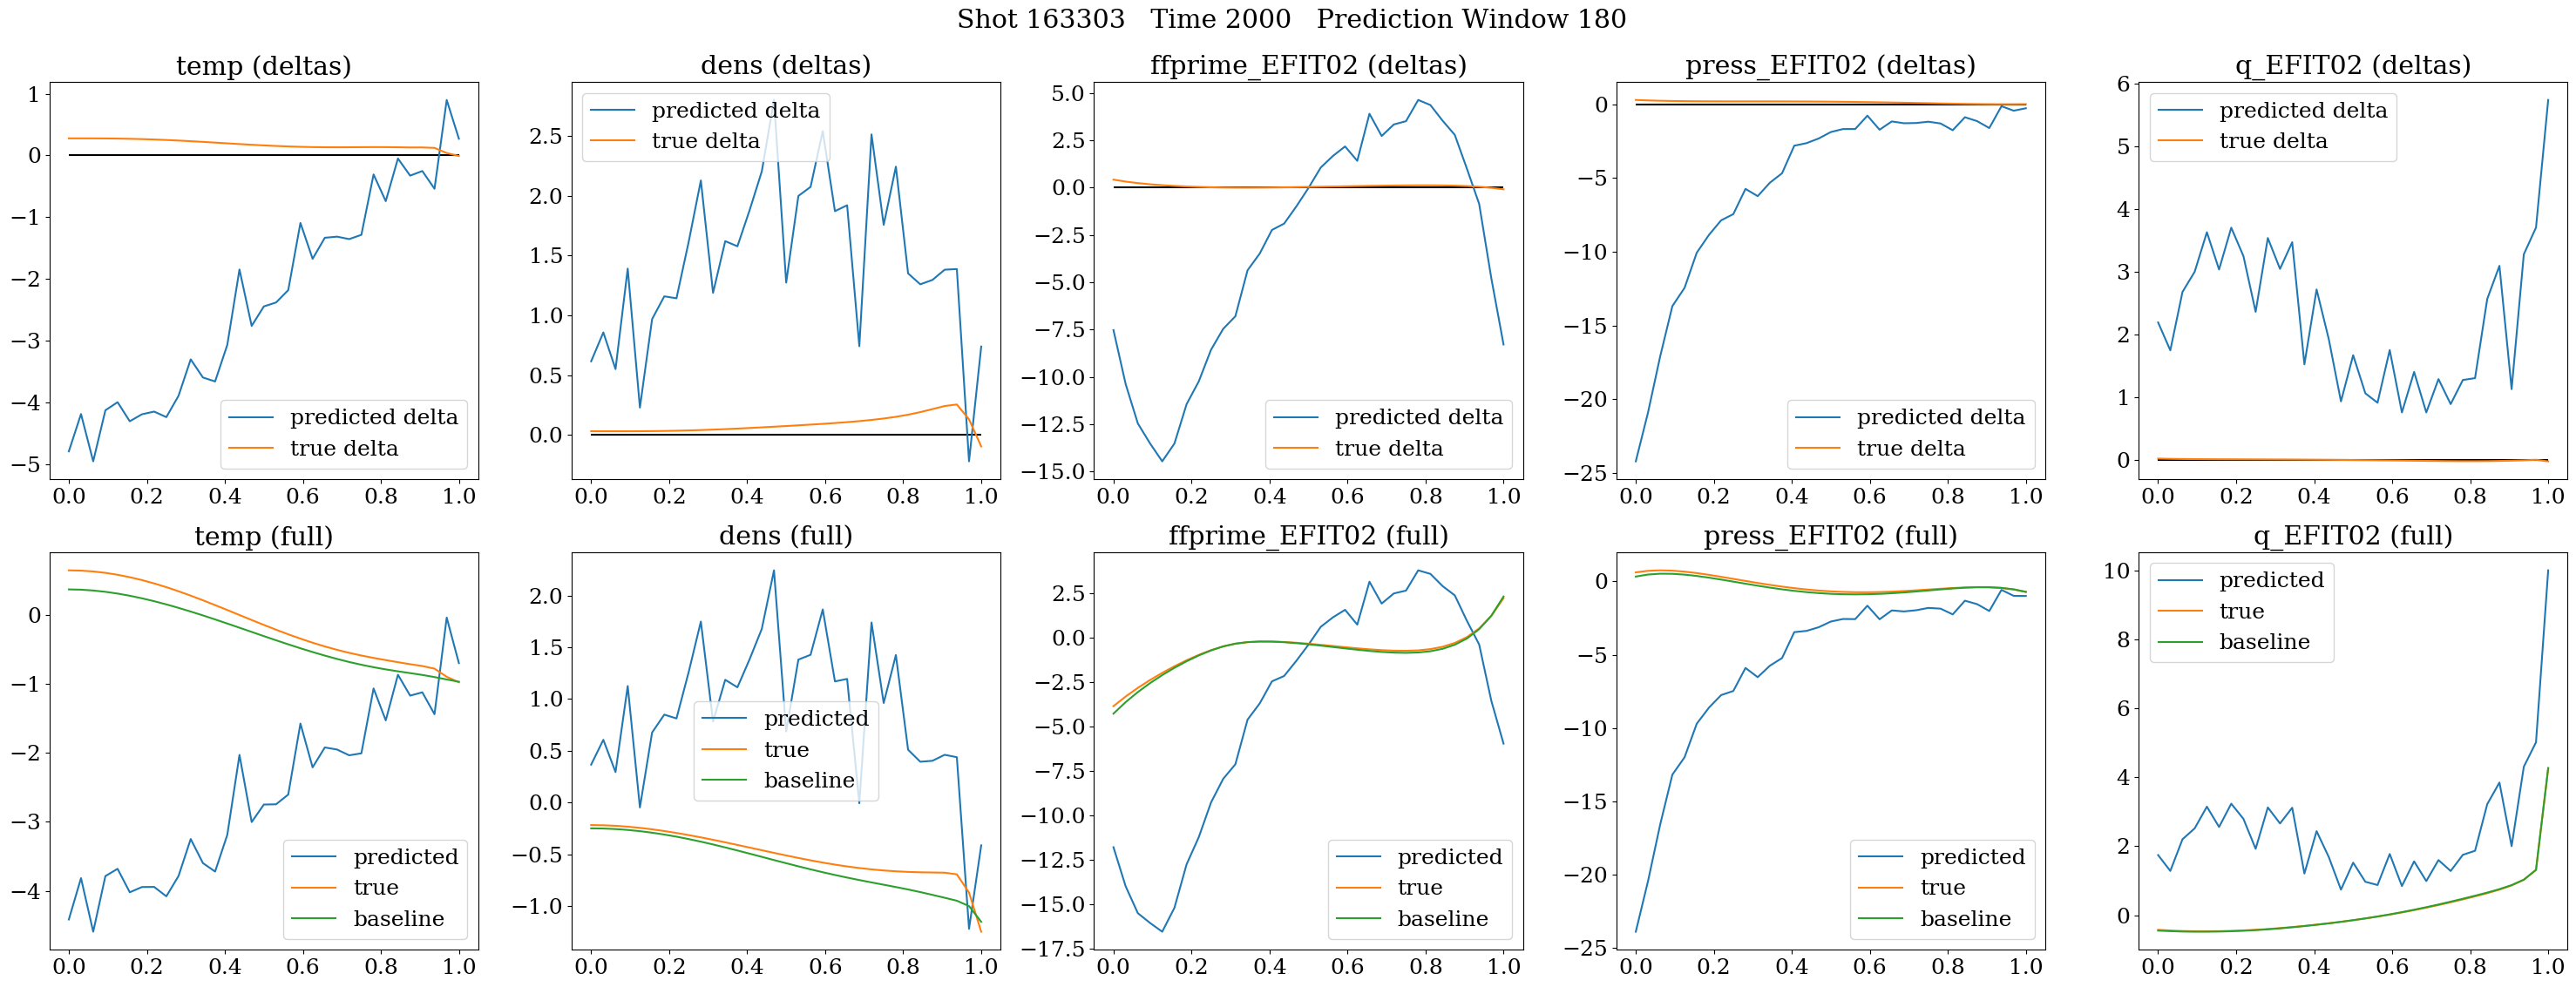 Shot 163303   Time 2000   Prediction Window 180
temp (deltas)
1
0
−1
−2
−3
−4
−5
predicted delta
true delta
0.0 0.2 0.4 0.6 0.8 1.0
dens (deltas)
predicted delta
true delta
2.5
2.0
1.5
1.0
0.5
0.0
0.0 0.2 0.4 0.6 0.8 1.0
ffprime_EFIT02 (deltas)
5.0
2.5
0.0
−2.5
−5.0
−7.5
−10.0
−12.5
−15.0
predicted delta
true delta
0.0 0.2 0.4 0.6 0.8 1.0
press_EFIT02 (deltas)
0
−5
−10
−15
−20
−25
predicted delta
true delta
0.0 0.2 0.4 0.6 0.8 1.0
q_EFIT02 (deltas)
predicted delta
true delta
6
5
4
3
2
1
0
0.0 0.2 0.4 0.6 0.8 1.0
temp (full)
0
−1
−2
−3
−4
predicted
true
baseline
0.0 0.2 0.4 0.6 0.8 1.0
dens (full)
2.0
1.5
1.0
0.5
0.0
−0.5
−1.0
predicted
true
baseline
0.0 0.2 0.4 0.6 0.8 1.0
ffprime_EFIT02 (full)
2.5
0.0
−2.5
−5.0
−7.5
−10.0
−12.5
−15.0
−17.5
predicted
true
baseline
0.0 0.2 0.4 0.6 0.8 1.0
press_EFIT02 (full)
0
−5
−10
−15
−20
−25
predicted
true
baseline
0.0 0.2 0.4 0.6 0.8 1.0
q_EFIT02 (full)
predicted
true
baseline
10
8
6
4
2
0
0.0 0.2 0.4 0.6 0.8 1.0